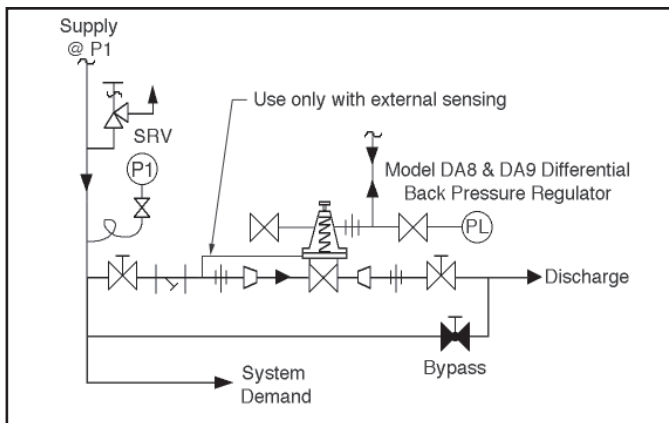 Supply
@ P1
Use only with external sensing
SRV
P1
Model DA8 & DA9 Differential
Back Pressure Regulator
PL
Discharge
Bypass
System
Demand